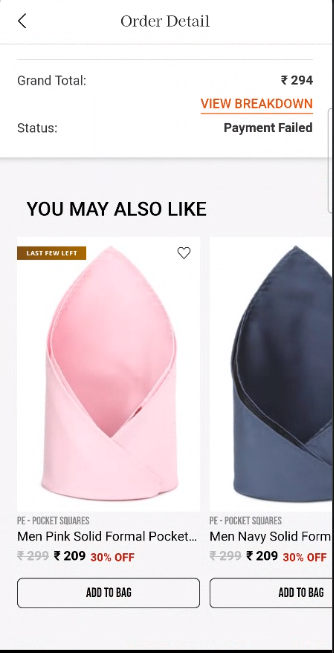 Order Detail
Grand Total: ₹ 294
VIEW BREAKDOWN
Status: Payment Failed
YOU MAY ALSO LIKE
LAST FEW LEFT
PE - POCKET SQUARES
Men Pink Solid Formal Pocket...
₹ 299 ₹ 209 30% OFF
ADD TO BAG
PE - POCKET SQUARES
Men Navy Solid Form
₹ 299 ₹ 209 30% OFF
ADD TO BAG